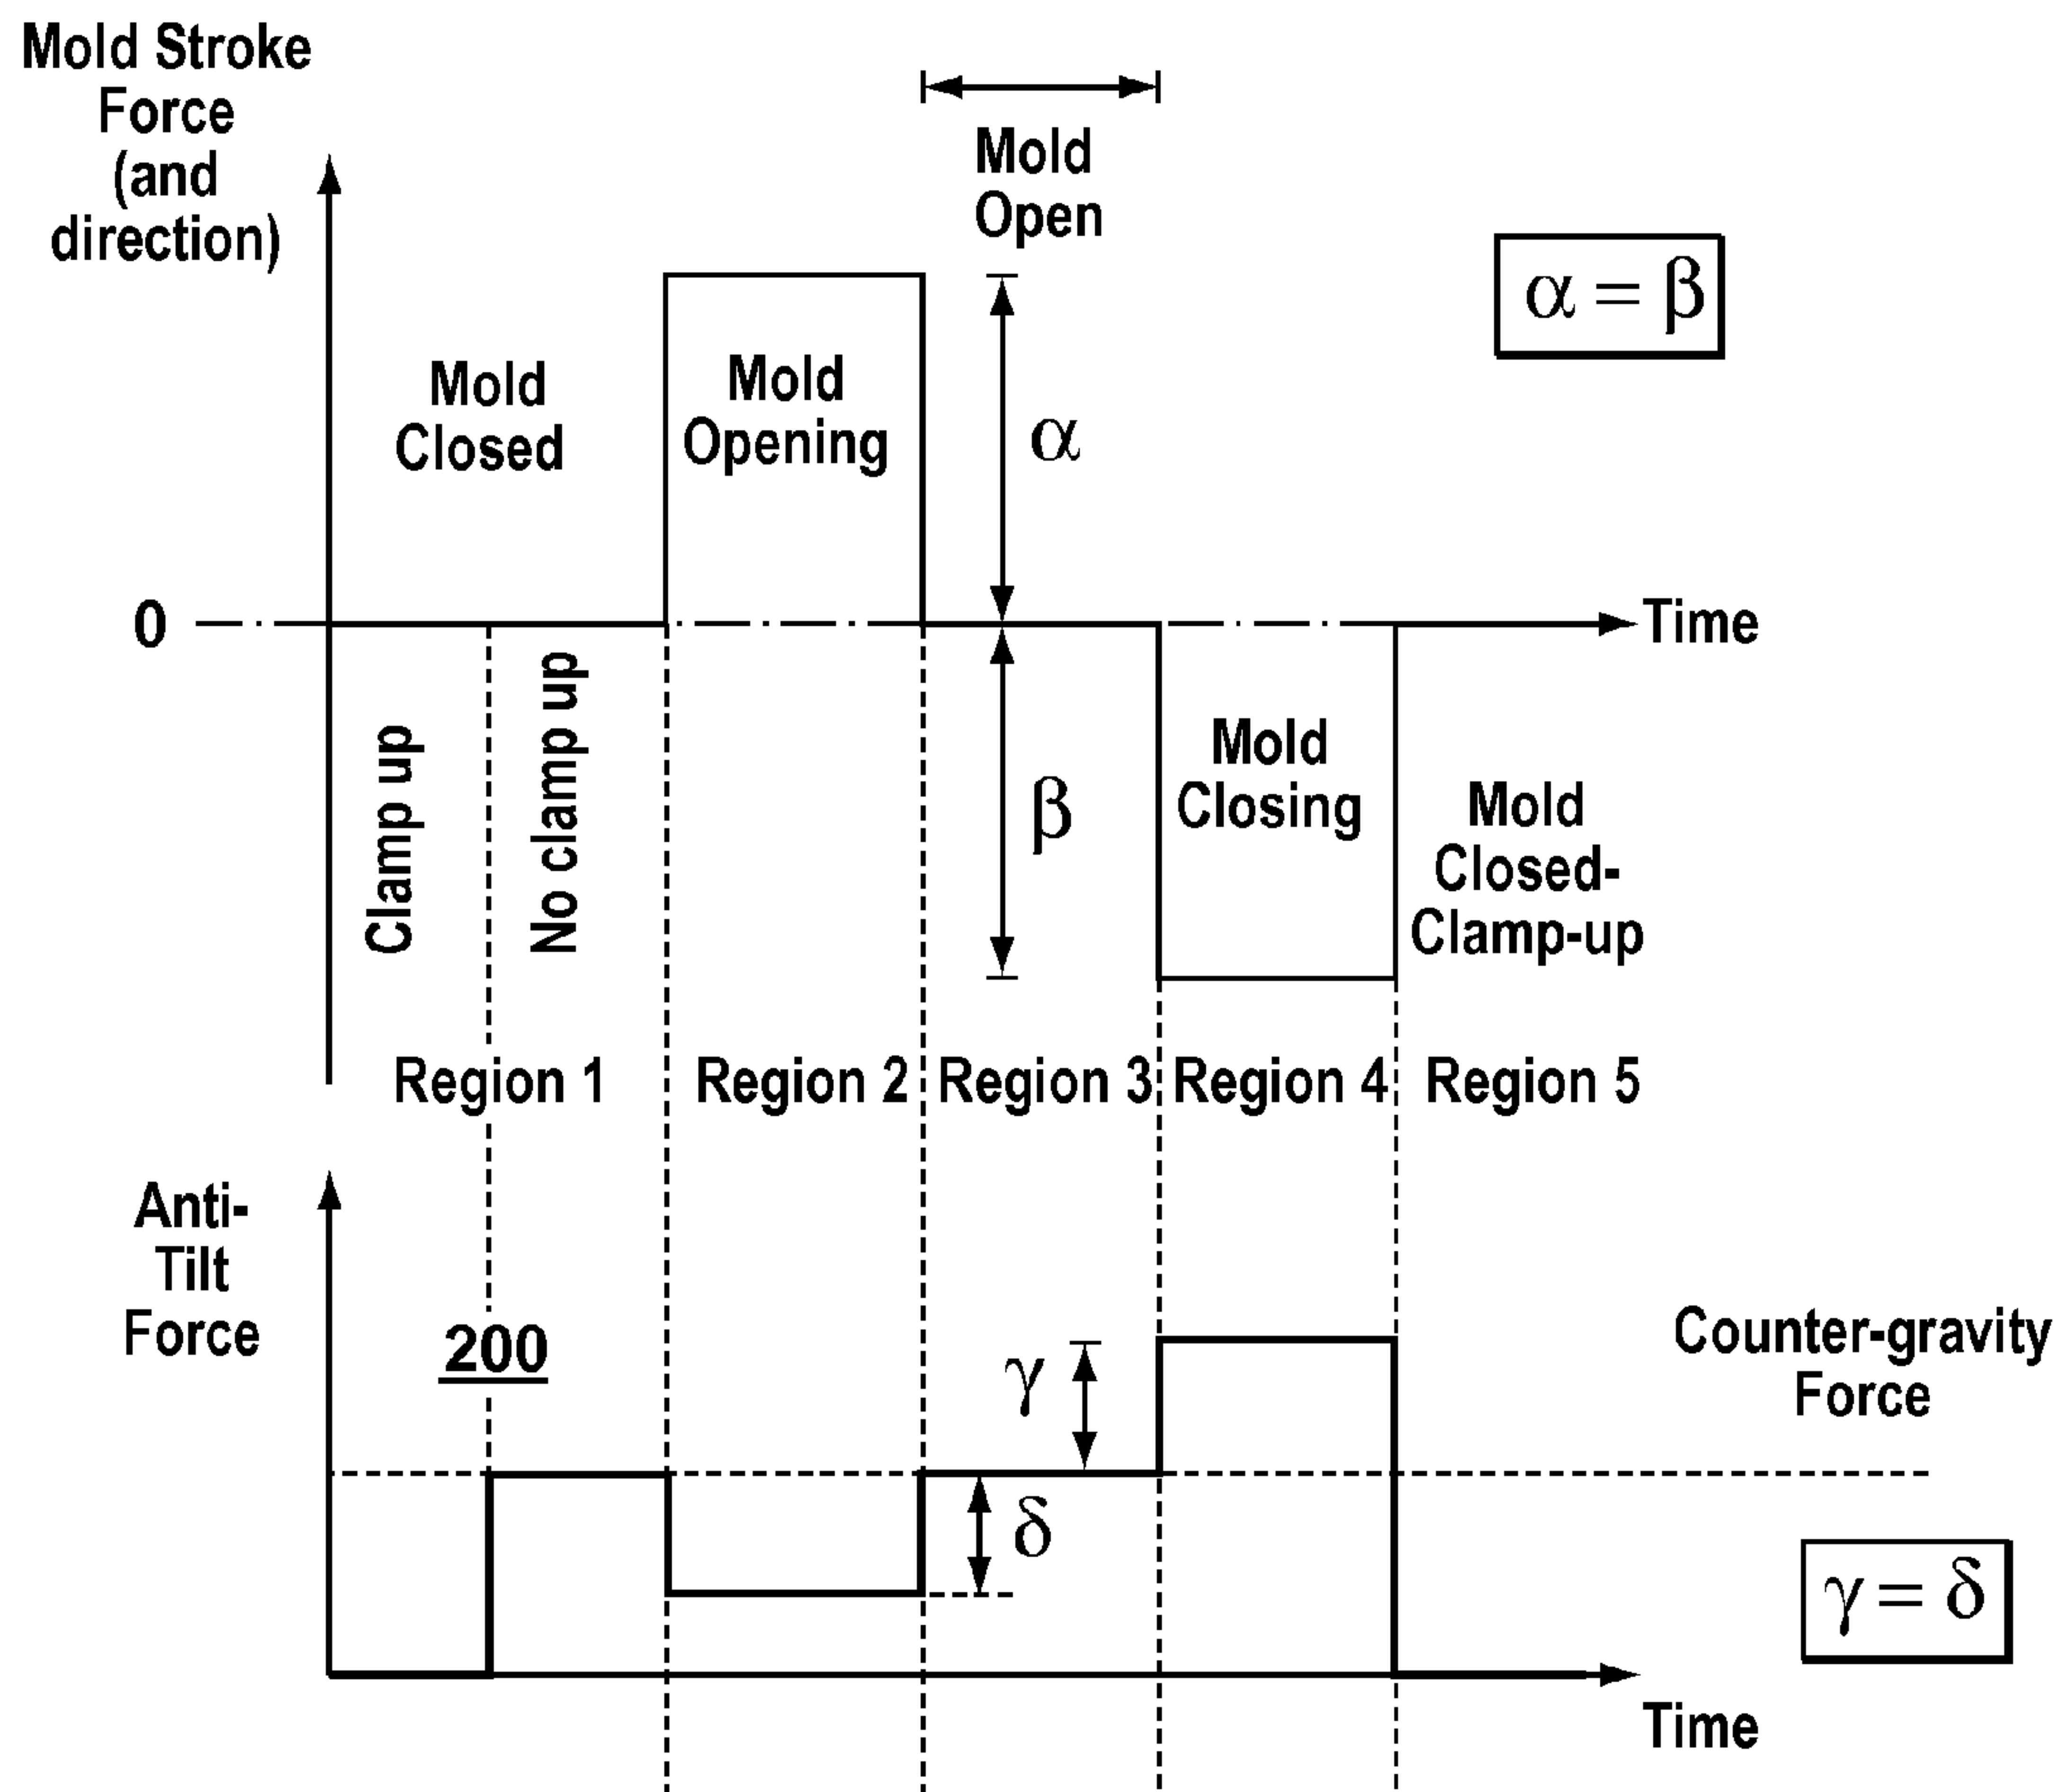 Mold Stroke
Force
(and
direction)
Mold
Open
α = β
Mold
Closed
Mold
Opening
α
0
Time
Clamp up
No clamp up
β
Mold
Closing
Mold
Closed-
Clamp-up
Region 1
Region 2
Region 3
Region 4
Region 5
Anti-
Tilt
Force
200
γ
Counter-gravity
Force
δ
γ = δ
Time